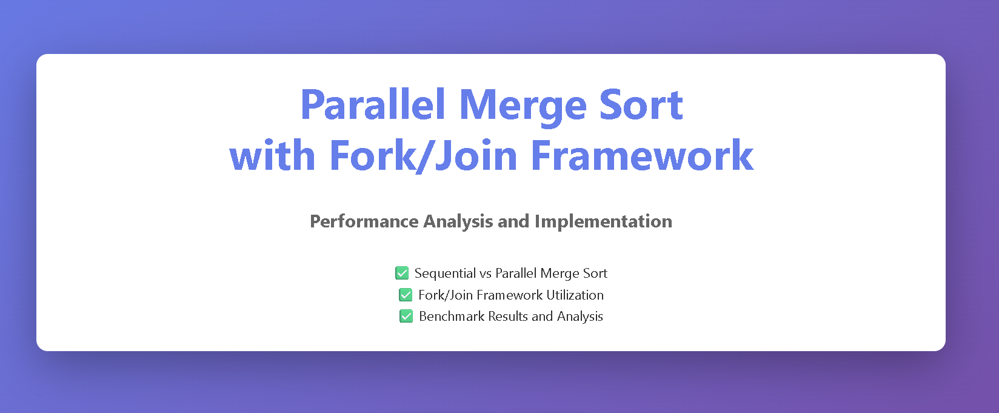 Parallel Merge Sort
with Fork/Join Framework
Performance Analysis and Implementation
✅ Sequential vs Parallel Merge Sort
✅ Fork/Join Framework Utilization
✅ Benchmark Results and Analysis